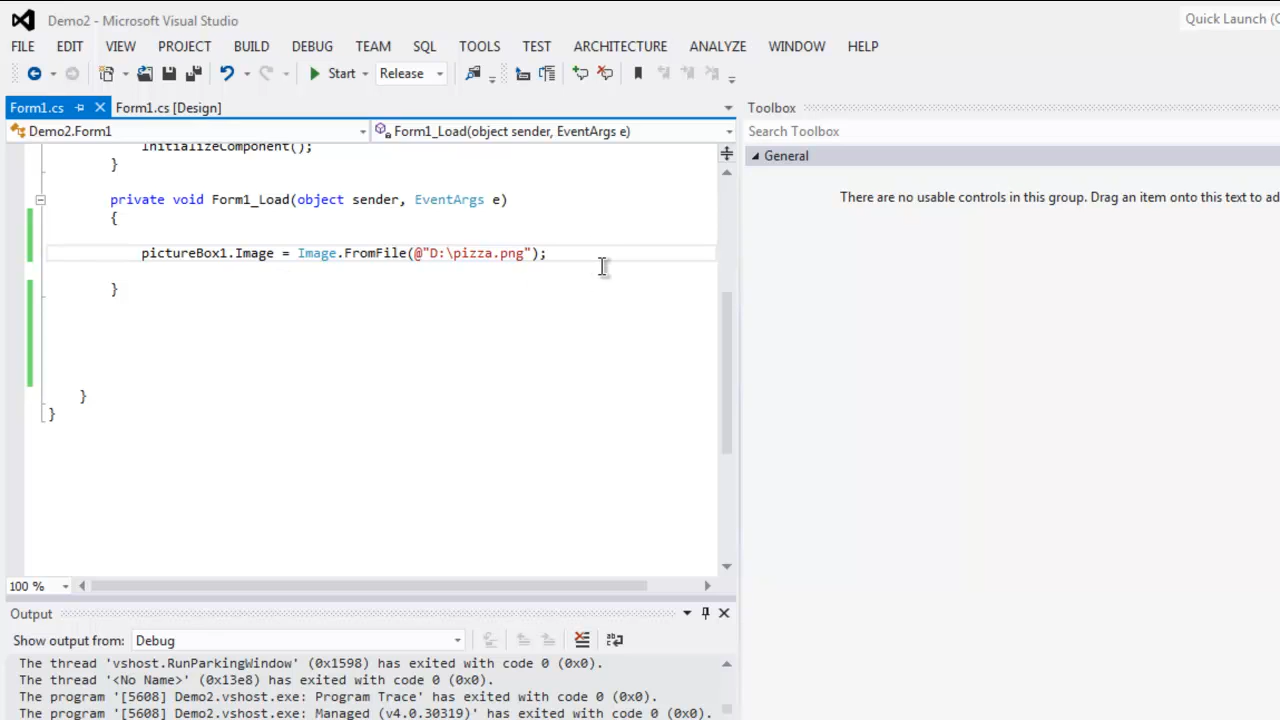 Demo2 - Microsoft Visual Studio
Quick Launch (C
FILE EDIT VIEW PROJECT BUILD DEBUG TEAM SQL TOOLS TEST ARCHITECTURE ANALYZE WINDOW HELP
Start Release
Form1.cs Form1.cs [Design]
Toolbox
Demo2.Form1 Form1_Load(object sender, EventArgs e)
Search Toolbox
InitializeComponent();
General
}
private void Form1_Load(object sender, EventArgs e)
There are no usable controls in this group. Drag an item onto this text to ad
{
pictureBox1.Image = Image.FromFile(@"D:\pizza.png");
}
}
}
100 %
Output
Show output from: Debug
The thread 'vshost.RunParkingWindow' (0x1598) has exited with code 0 (0x0).
The thread '<No Name>' (0x13e8) has exited with code 0 (0x0).
The program '[5608] Demo2.vshost.exe: Program Trace' has exited with code 0 (0x0).
The program '[5608] Demo2.vshost.exe: Managed (v4.0.30319)' has exited with code 0 (0x0).